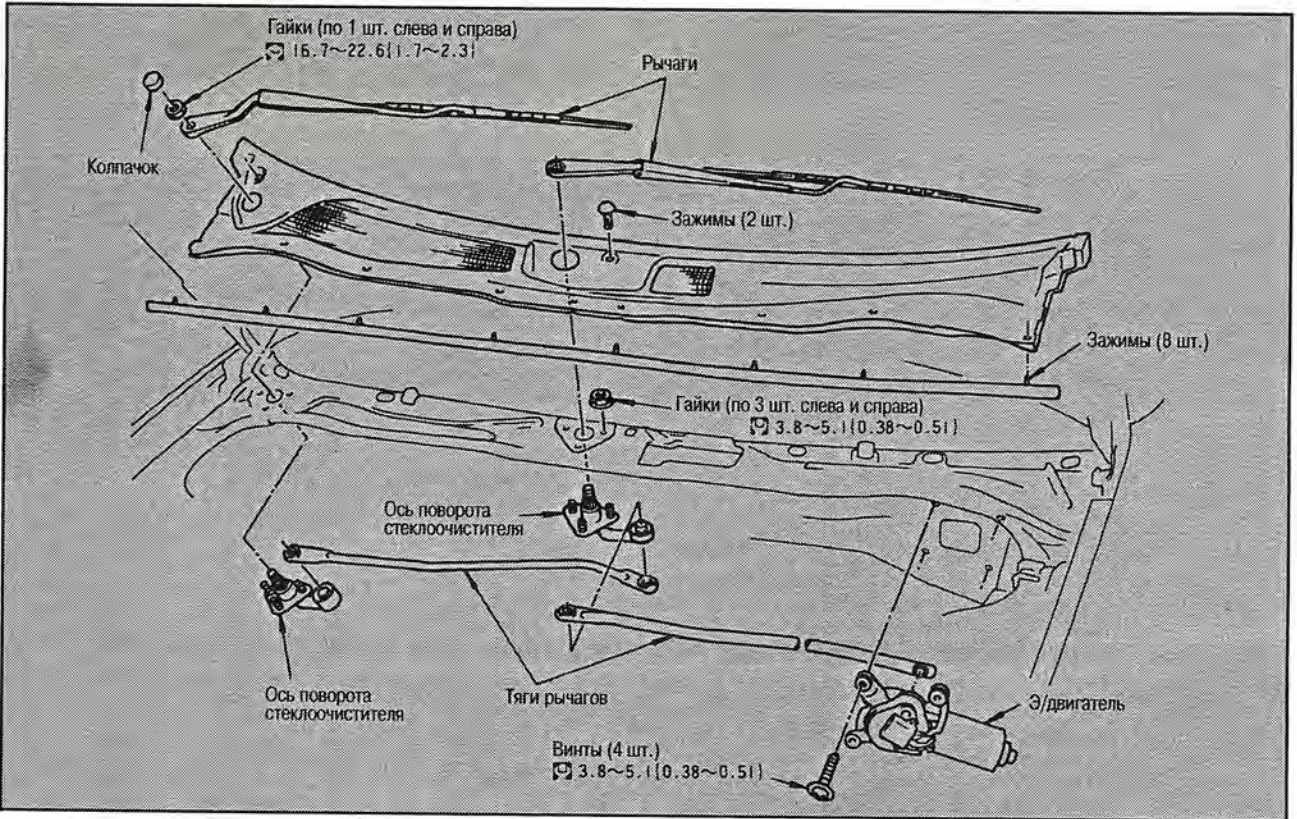 Гайки (по 1 шт. слева и справа)
16.7~22.6{1.7~2.3}
Рычаги
Колпачок
Зажимы (2 шт.)
Зажимы (8 шт.)
Гайки (по 3 шт. слева и справа)
3.8~5.1{0.38~0.51}
Ось поворота
стеклоочистителя
Ось поворота
стеклоочистителя
Тяги рычагов
Э/двигатель
Винты (4 шт.)
3.8~5.1{0.38~0.51}